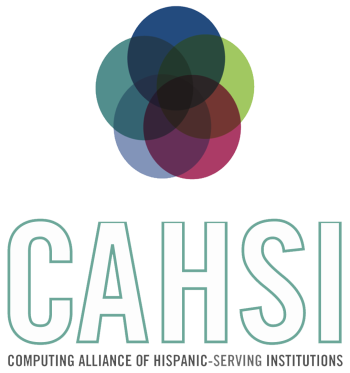 CAHSI
COMPUTING ALLIANCE OF HISPANIC-SERVING INSTITUTIONS